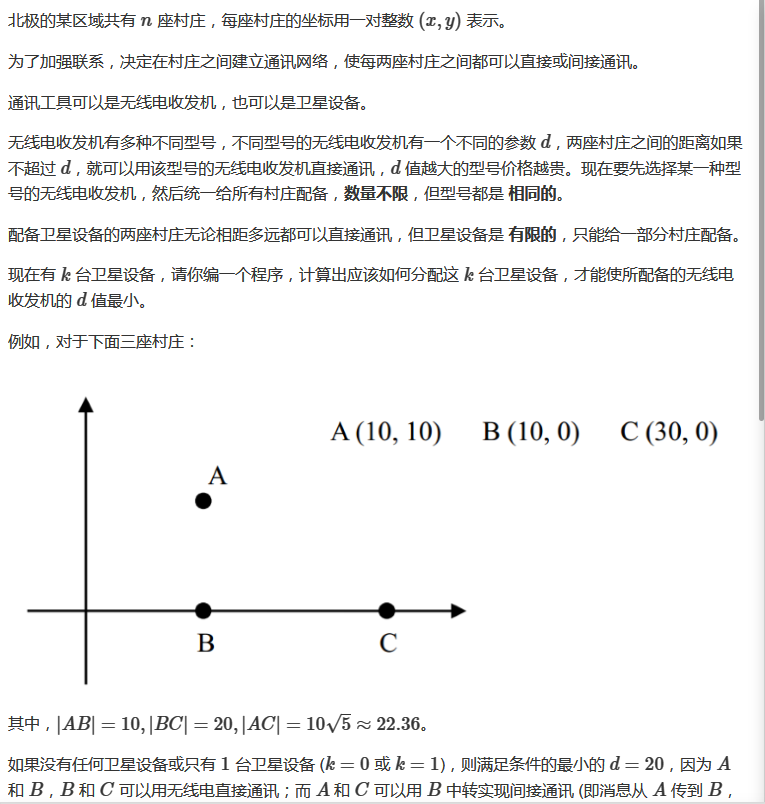 北极的某区域共有 n 座村庄，每座村庄的坐标用一对整数 (x, y) 表示。
为了加强联系，决定在村庄之间建立通讯网络，使每两座村庄之间都可以直接或间接通讯。
通讯工具可以是无线电收发机，也可以是卫星设备。
无线电收发机有多种不同型号，不同型号的无线电收发机有一个不同的参数 d，两座村庄之间的距离如果
不超过 d，就可以用该型号的无线电收发机直接通讯，d 值越大的型号价格越贵。现在要先选择某一种型
号的无线电收发机，然后统一给所有村庄配备，数量不限，但型号都是 相同的。
配备卫星设备的两座村庄无论相距多远都可以直接通讯，但卫星设备是 有限的，只能给一部分村庄配备。
现在有 k 台卫星设备，请你编一个程序，计算出应该如何分配这 k 台卫星设备，才能使所配备的无线电
收发机的 d 值最小。
例如，对于下面三座村庄：
A (10, 10) B (10, 0) C (30, 0)
A
B C
其中，|AB| = 10, |BC| = 20, |AC| = 10√5 ≈ 22.36。
如果没有任何卫星设备或只有 1 台卫星设备 (k = 0 或 k = 1)，则满足条件的最小的 d = 20，因为 A
和 B，B 和 C 可以用无线电直接通讯；而 A 和 C 可以用 B 中转实现间接通讯 (即消息从 A 传到 B，